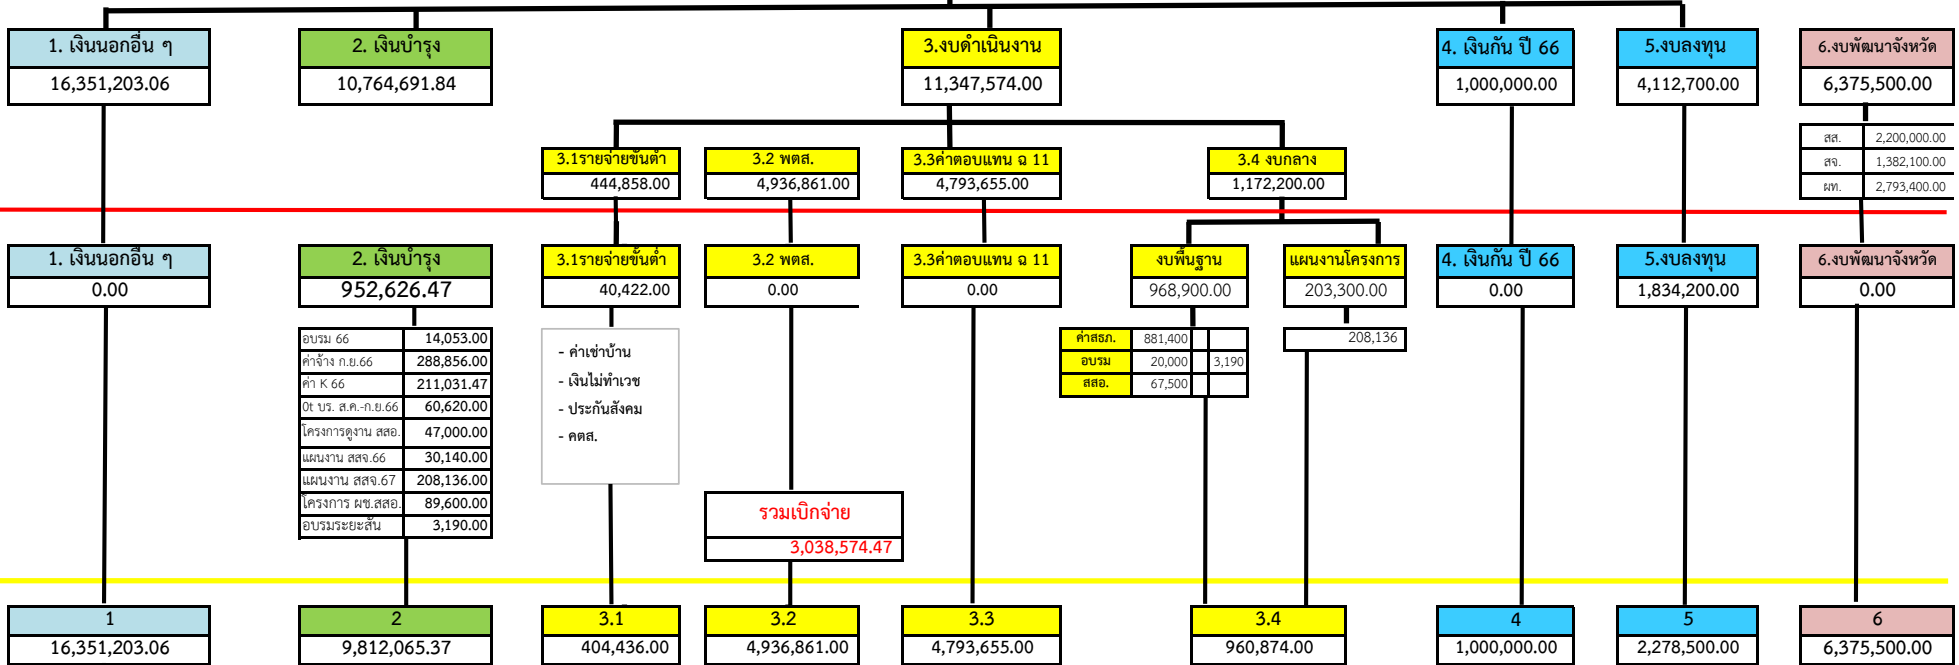 1. เงินนอกอื่น ๆ
16,351,203.06
2. เงินบำรุง
10,764,691.84
3.งบดำเนินงาน
11,347,574.00
4. เงินกัน ปี 66
1,000,000.00
5.งบลงทุน
4,112,700.00
6.งบพัฒนาจังหวัด
6,375,500.00
สส. 2,200,000.00
สจ. 1,382,100.00
ผท. 2,793,400.00
3.1รายจ่ายขั้นต่ำ
444,858.00
3.2 พตส.
4,936,861.00
3.3ค่าตอบแทน ฉ 11
4,793,655.00
3.4 งบกลาง
1,172,200.00
1. เงินนอกอื่น ๆ
0.00
2. เงินบำรุง
952,626.47
3.1รายจ่ายขั้นต่ำ
40,422.00
3.2 พตส.
0.00
3.3ค่าตอบแทน ฉ 11
0.00
งบพื้นฐาน
968,900.00
แผนงานโครงการ
203,300.00
4. เงินกัน ปี 66
0.00
5.งบลงทุน
1,834,200.00
6.งบพัฒนาจังหวัด
0.00
อบรม 66 14,053.00
ค่าจ้าง ก.ย.66 288,856.00
ค่า K 66 211,031.47
0t บร. ส.ค.-ก.ย.66 60,620.00
โครงการดูงาน สสอ. 47,000.00
แผนงาน สสจ.66 30,140.00
แผนงาน สสจ.67 208,136.00
โครงการ ผช.สสอ. 89,600.00
อบรมระยะสั้น 3,190.00
- ค่าเช่าบ้าน
- เงินไม่ทำเวช
- ประกันสังคม
- คตส.
ค่าสธภ. 881,400
อบรม 20,000 3,190
สสอ. 67,500
208,136
รวมเบิกจ่าย
3,038,574.47
1
16,351,203.06
2
9,812,065.37
3.1
404,436.00
3.2
4,936,861.00
3.3
4,793,655.00
3.4
960,874.00
4
1,000,000.00
5
2,278,500.00
6
6,375,500.00